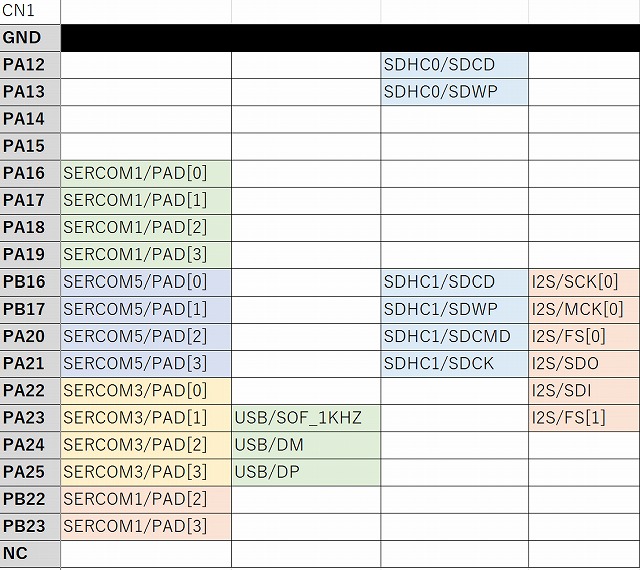 CN1
GND
PA12 SDHC0/SDCD
PA13 SDHC0/SDWP
PA14
PA15
PA16 SERCOM1/PAD[0]
PA17 SERCOM1/PAD[1]
PA18 SERCOM1/PAD[2]
PA19 SERCOM1/PAD[3]
PB16 SERCOM5/PAD[0] SDHC1/SDCD I2S/SCK[0]
PB17 SERCOM5/PAD[1] SDHC1/SDWP I2S/MCK[0]
PA20 SERCOM5/PAD[2] SDHC1/SDCMD I2S/FS[0]
PA21 SERCOM5/PAD[3] SDHC1/SDCK I2S/SDO
PA22 SERCOM3/PAD[0] I2S/SDI
PA23 SERCOM3/PAD[1] USB/SOF_1KHZ I2S/FS[1]
PA24 SERCOM3/PAD[2] USB/DM
PA25 SERCOM3/PAD[3] USB/DP
PB22 SERCOM1/PAD[2]
PB23 SERCOM1/PAD[3]
NC